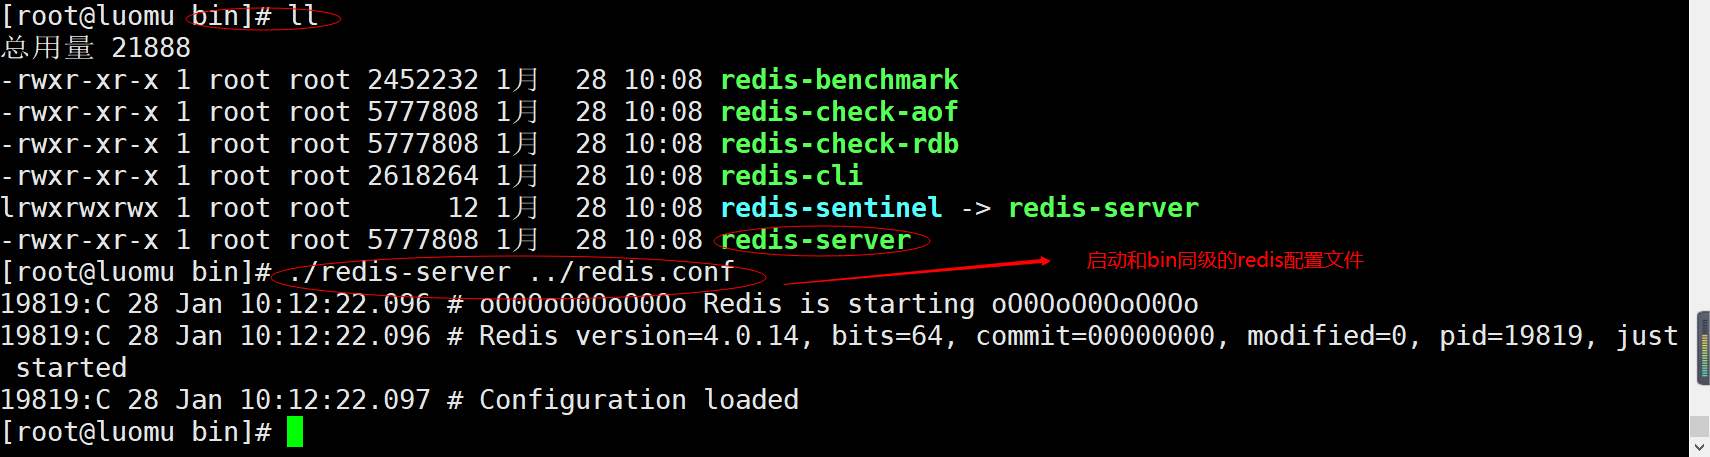 [root@luomu bin]# ll
总用量 21888
-rwxr-xr-x 1 root root 2452232 1月  28 10:08 redis-benchmark
-rwxr-xr-x 1 root root 5777808 1月  28 10:08 redis-check-aof
-rwxr-xr-x 1 root root 5777808 1月  28 10:08 redis-check-rdb
-rwxr-xr-x 1 root root 2618264 1月  28 10:08 redis-cli
lrwxrwxrwx 1 root root      12 1月  28 10:08 redis-sentinel -> redis-server
-rwxr-xr-x 1 root root 5777808 1月  28 10:08 redis-server
[root@luomu bin]# ./redis-server ../redis.conf
启动和bin同级的redis配置文件
19819:C 28 Jan 10:12:22.096 # oO0OoO0OoO0Oo Redis is starting oO0OoO0OoO0Oo
19819:C 28 Jan 10:12:22.096 # Redis version=4.0.14, bits=64, commit=00000000, modified=0, pid=19819, just
 started
19819:C 28 Jan 10:12:22.097 # Configuration loaded
[root@luomu bin]#